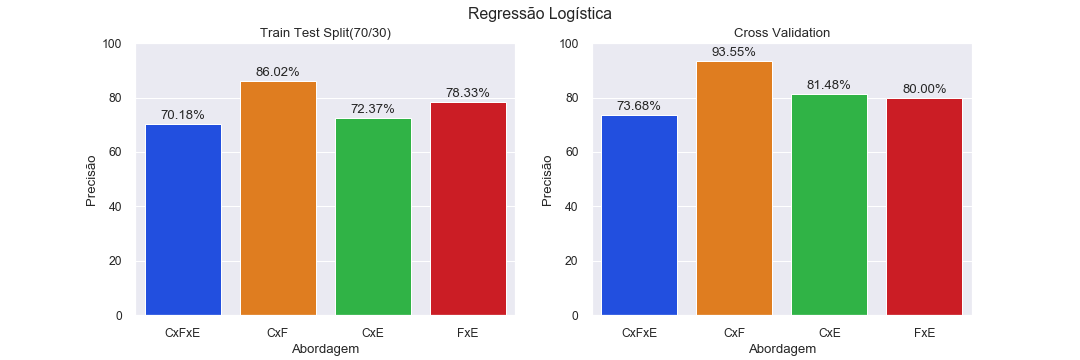 Regressão Logística
Train Test Split(70/30)
100
80
60
40
20
0
Precisão
70.18%
86.02%
72.37%
78.33%
CxFxE
CxF
CxE
FxE
Abordagem
Cross Validation
100
80
60
40
20
0
Precisão
73.68%
93.55%
81.48%
80.00%
CxFxE
CxF
CxE
FxE
Abordagem